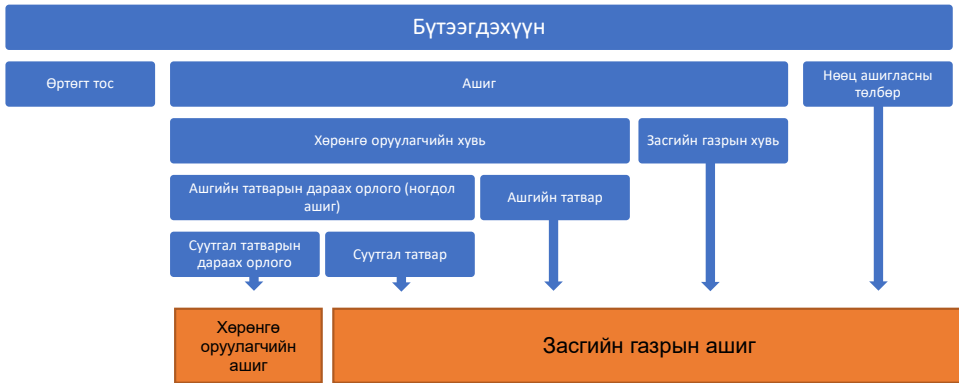 Бүтээгдэхүүн
Өртөгт тос
Ашиг
Нөөц ашигласны
төлбөр
Хөрөнгө оруулагчийн хувь
Засгийн газрын хувь
Ашгийн татварын дараах орлого (ногдол
ашиг)
Ашгийн татвар
Суутгал татварын
дараах орлого
Суутгал татвар
Хөрөнгө
оруулагчийн
ашиг
Засгийн газрын ашиг